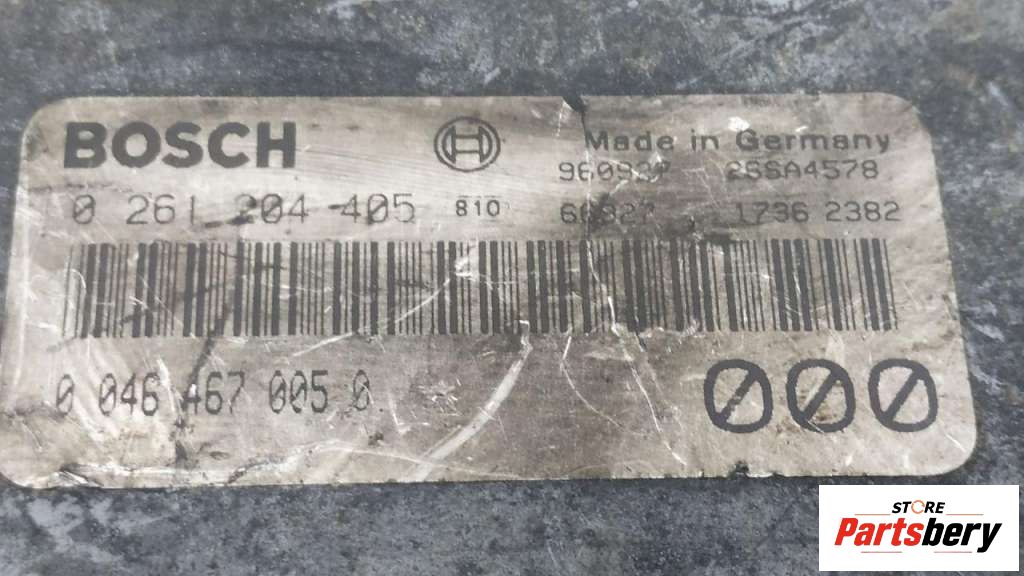 BOSCH
Made in Germany
26SA4578
0 261 204 405 810
1736 2382
0 046 467 005 0
000
STORE
Partsbery